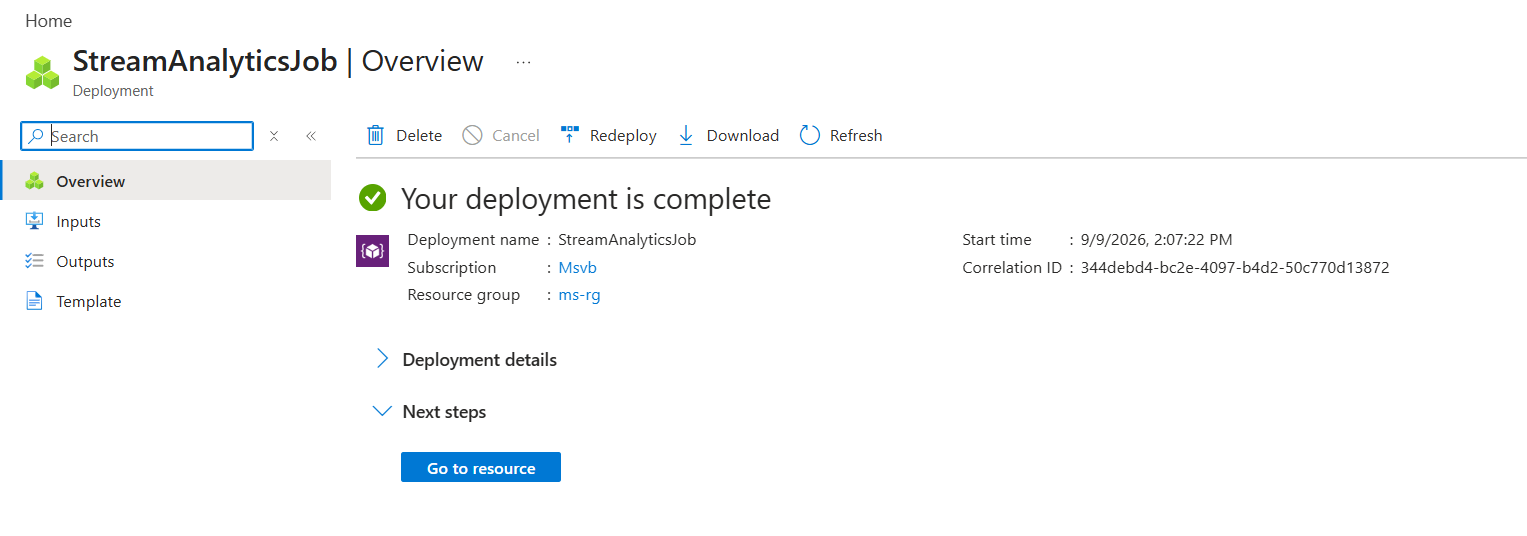 Home
StreamAnalyticsJob | Overview ...
Deployment
Search
Delete Cancel Redeploy Download Refresh
Overview
Inputs
Outputs
Template
Your deployment is complete
Deployment name : StreamAnalyticsJob
Subscription : Msvb
Resource group : ms-rg
Start time : 9/9/2026, 2:07:22 PM
Correlation ID : 344debd4-bc2e-4097-b4d2-50c770d13872
Deployment details
Next steps
Go to resource